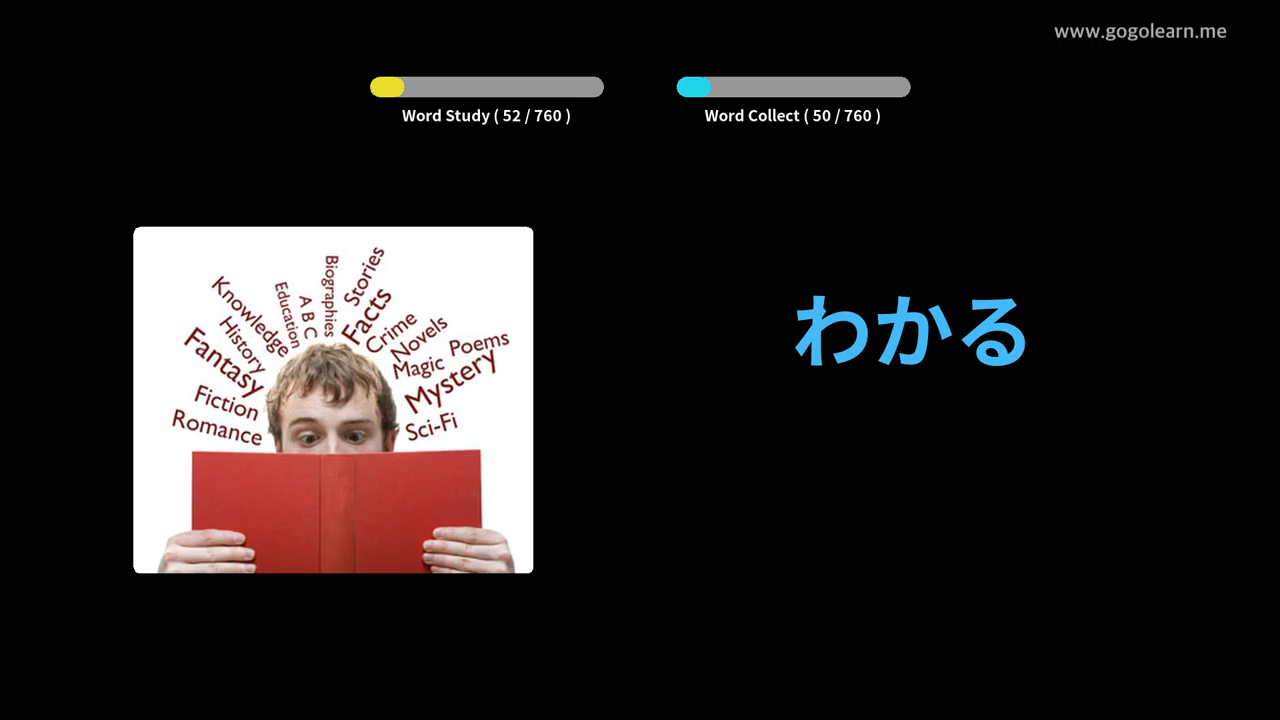 www.gogolearn.me
Word Study ( 52 / 760 )
Word Collect ( 50 / 760 )
わかる
Romance
Fiction
Fantasy
History
Knowledge
Education
A B C
Biographies
Stories
Facts
Crime
Novels
Magic
Poems
Mystery
Sci-Fi